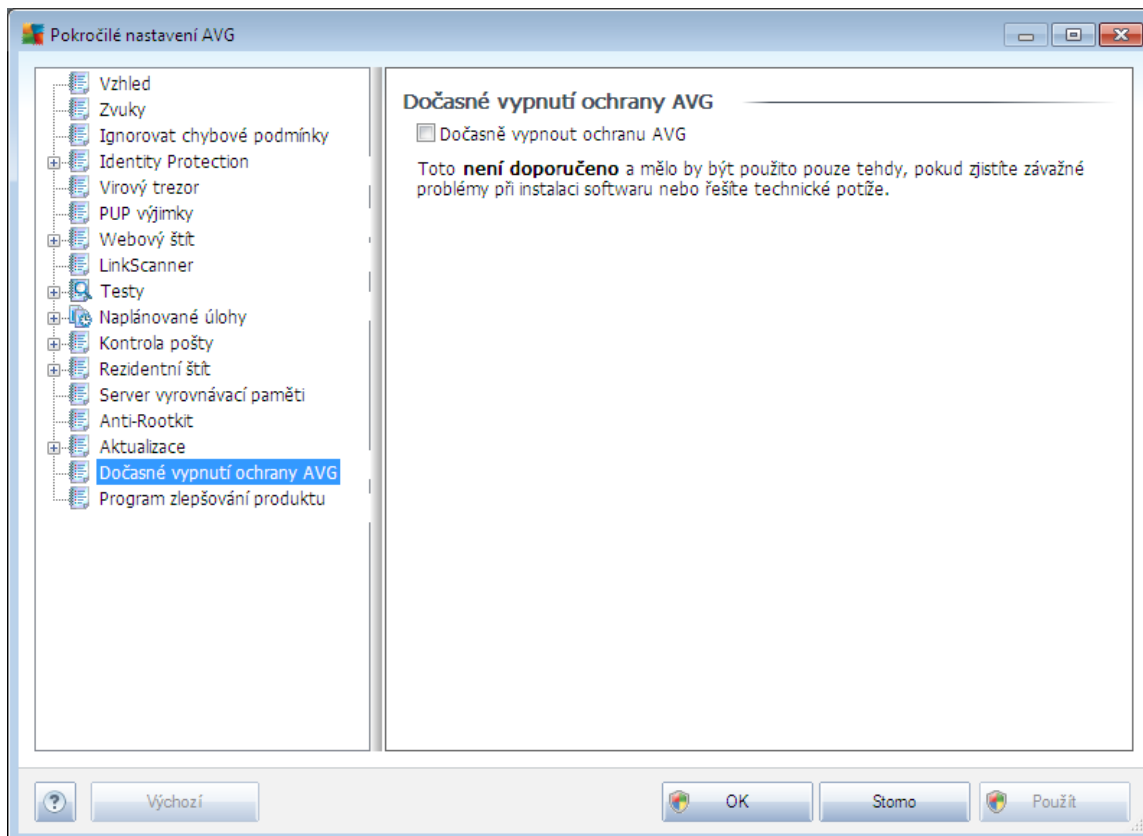 Pokročilé nastavení AVG
Vzhled
Zvuky
Ignorovat chybové podmínky
Identity Protection
Virový trezor
PUP výjimky
Webový štít
LinkScanner
Testy
Naplánované úlohy
Kontrola pošty
Rezidentní štít
Server vyrovnávací paměti
Anti-Rootkit
Aktualizace
Dočasné vypnutí ochrany AVG
Program zlepšování produktu
Dočasné vypnutí ochrany AVG
Dočasně vypnout ochranu AVG
Toto není doporučeno a mělo by být použito pouze tehdy, pokud zjistíte závažné
problémy při instalaci softwaru nebo řešíte technické potíže.
?
Výchozí
OK
Stomo
Použít